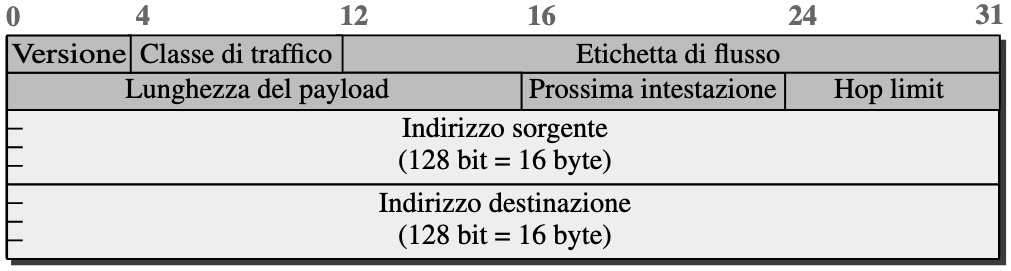 0 4 12 16 24 31
Versione Classe di traffico Etichetta di flusso
Lunghezza del payload Prossima intestazione Hop limit
Indirizzo sorgente
(128 bit = 16 byte)
Indirizzo destinazione
(128 bit = 16 byte)